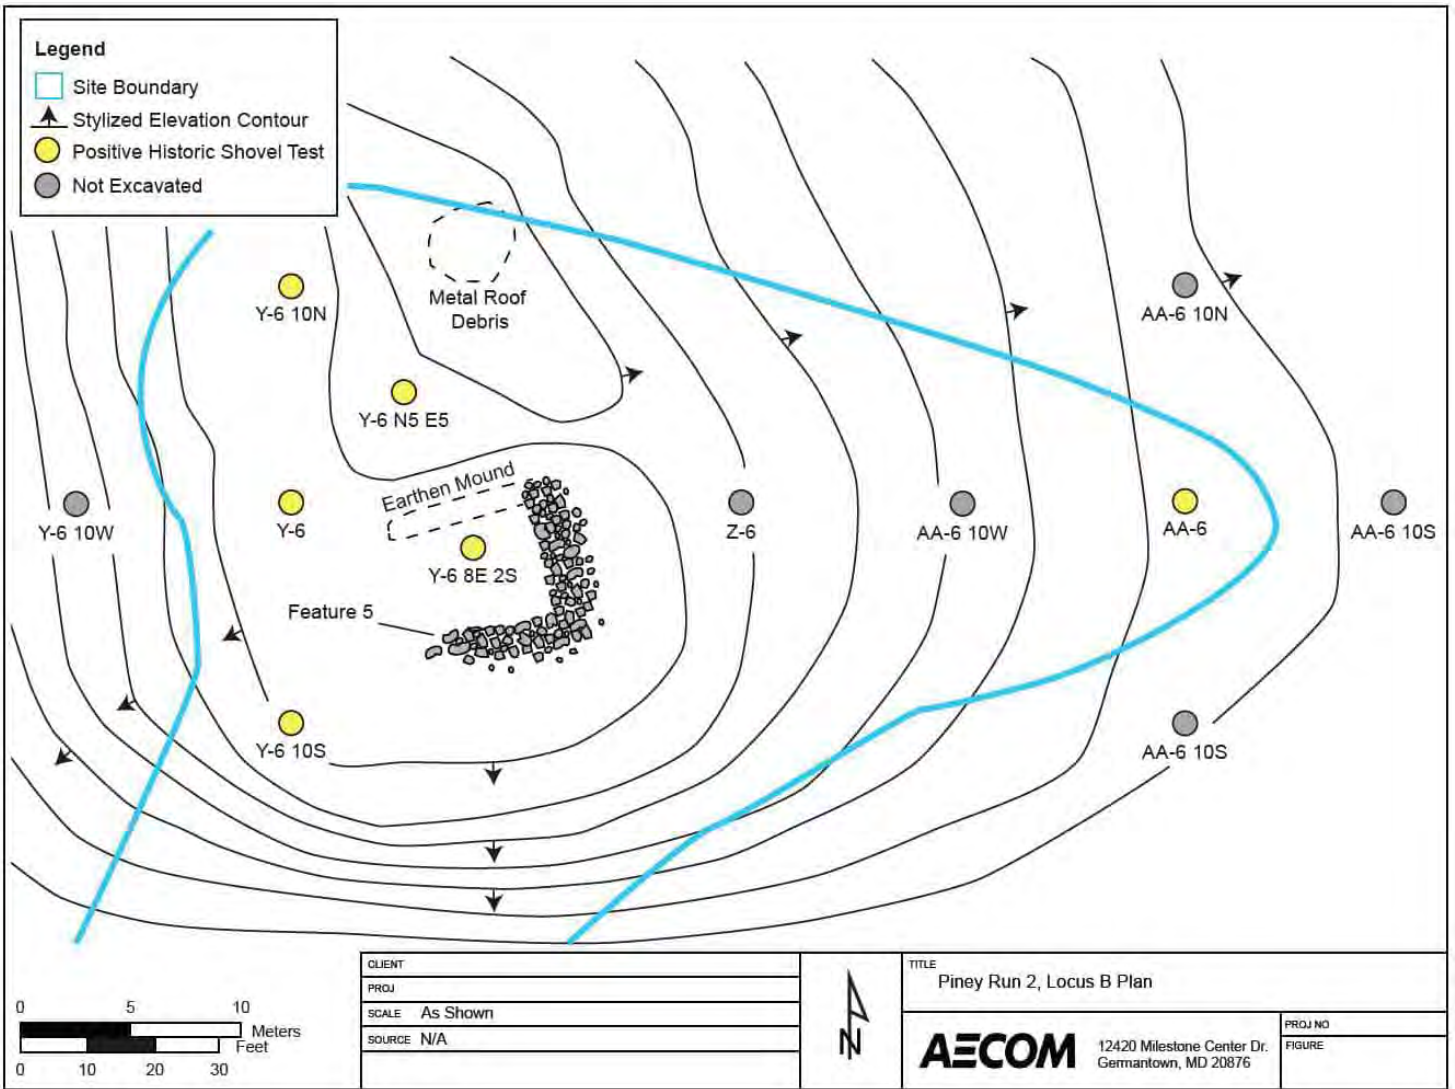 Legend
Site Boundary
Stylized Elevation Contour
Positive Historic Shovel Test
Not Excavated
Metal Roof
Debris
Y-6 10N
AA-6 10N
Y-6 N5 E5
Earthen Mound
Y-6 10W
Y-6
Z-6
AA-6 10W
AA-6
AA-6 10S
Y-6 8E 2S
Feature 5
Y-6 10S
AA-6 10S
0 5 10
Meters
Feet
0 10 20 30
CLIENT
PROJ
SCALE As Shown
SOURCE N/A
N
TITLE
Piney Run 2, Locus B Plan
AECOM
12420 Milestone Center Dr.
Germantown, MD 20876
PROJ NO
FIGURE